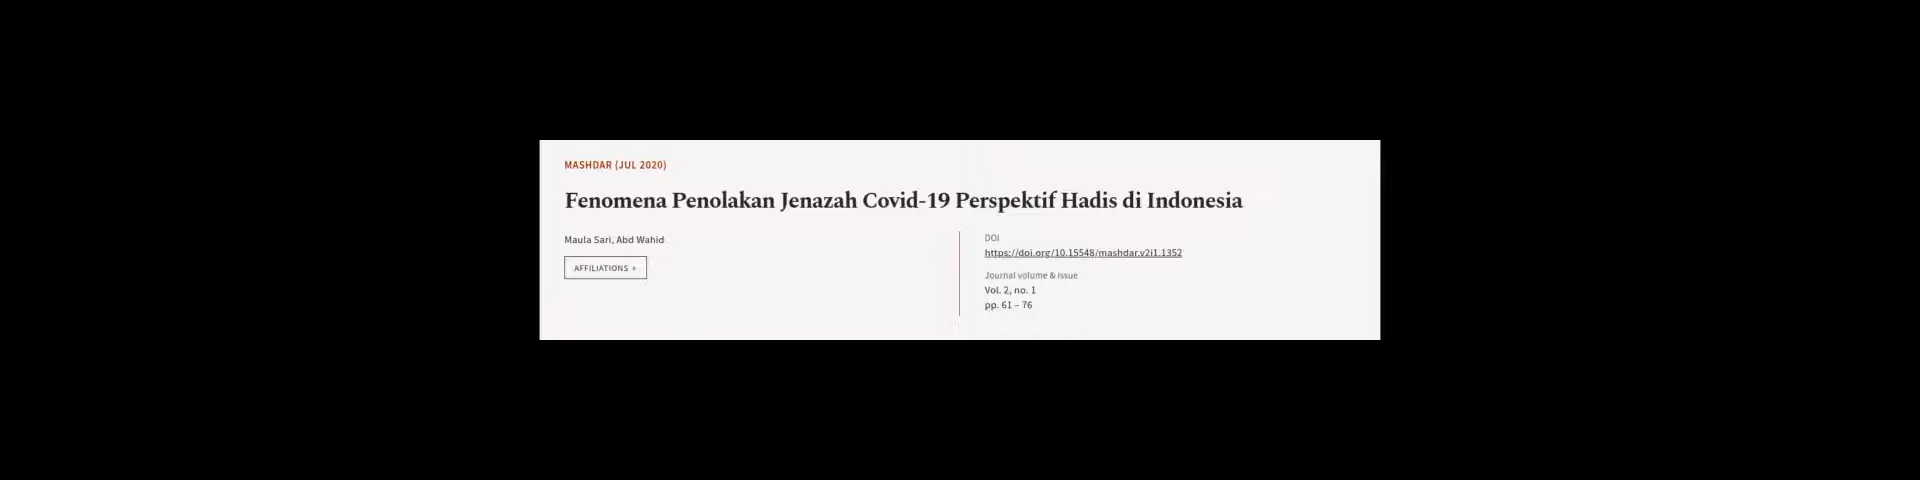 MASHDAR (JUL 2020)
Fenomena Penolakan Jenazah Covid-19 Perspektif Hadis di Indonesia
Maula Sari, Abd Wahid
AFFILIATIONS +
DOI
https://doi.org/10.15548/mashdar.v2i1.1352
Journal volume & issue
Vol. 2, no. 1
pp. 61 – 76